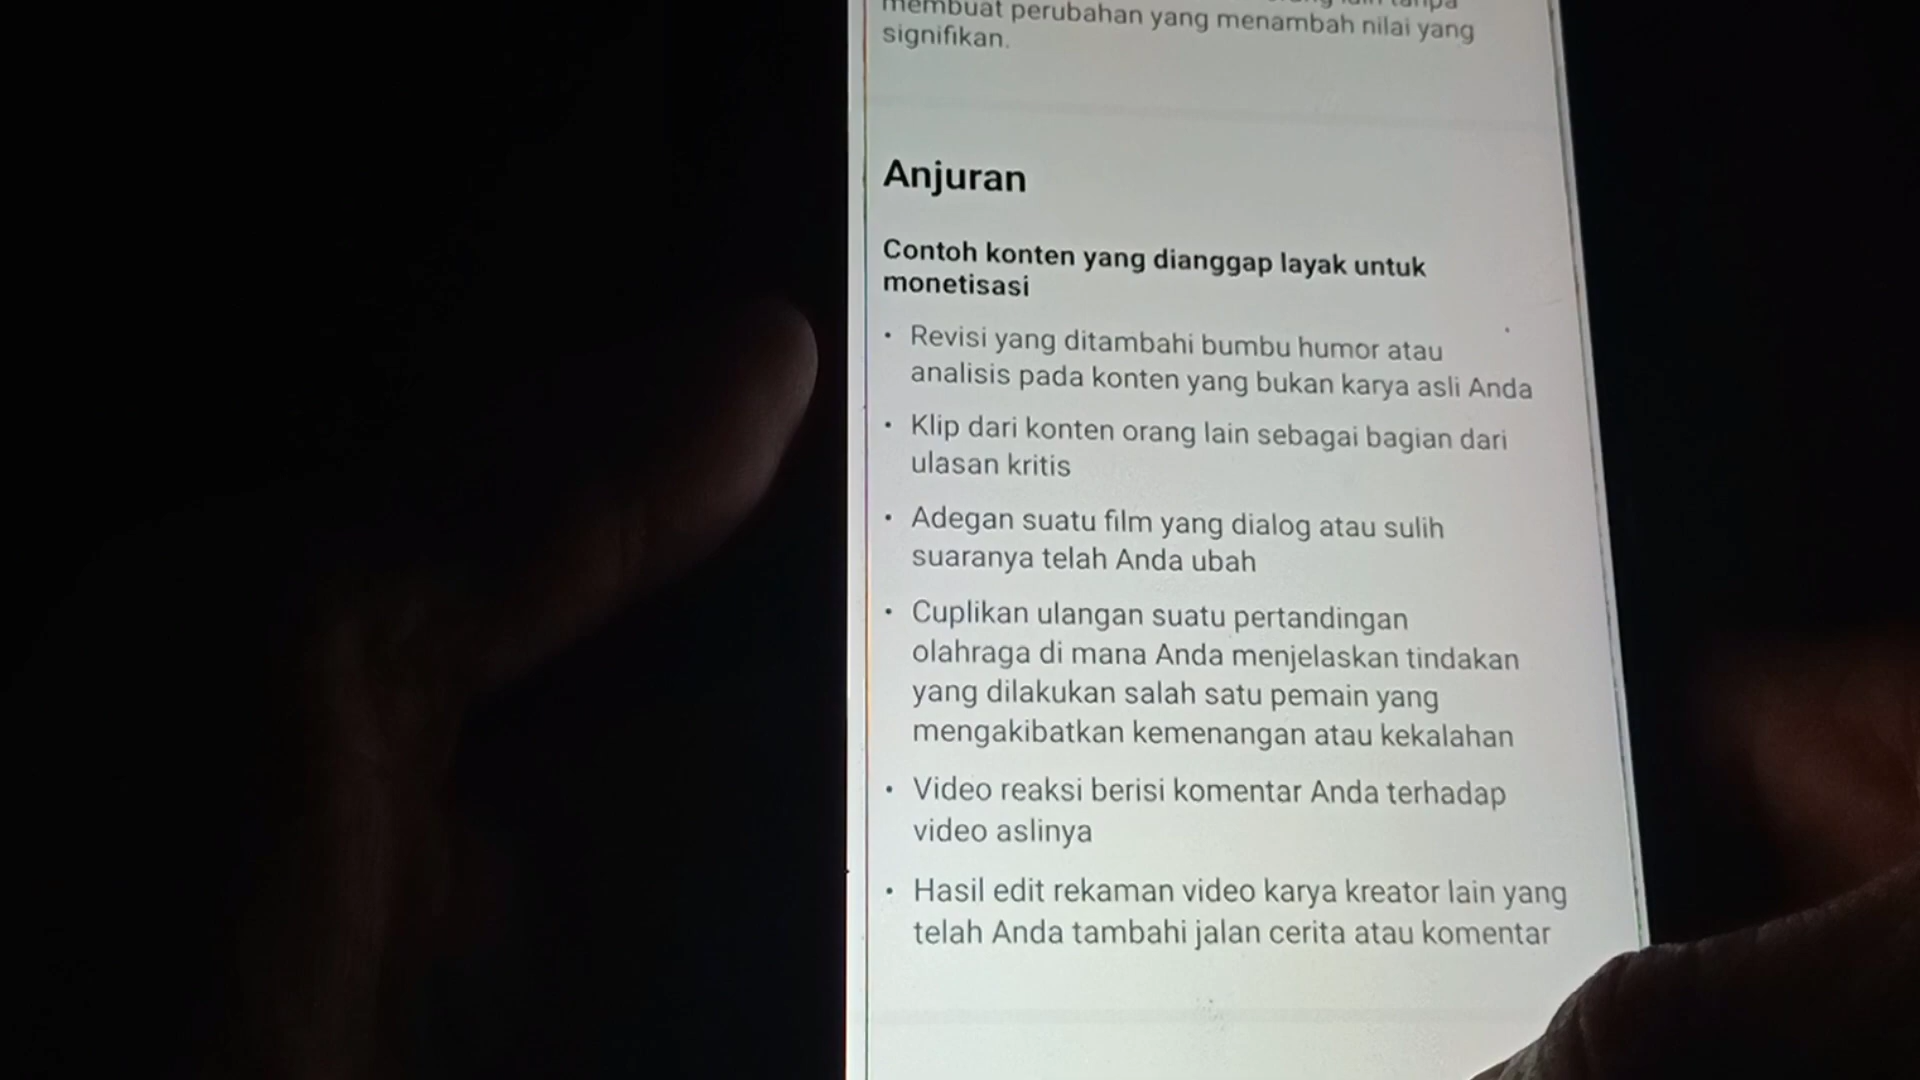 membuat perubahan yang menambah nilai yang
signifikan.
Anjuran
Contoh konten yang dianggap layak untuk
monetisasi
• Revisi yang ditambahi bumbu humor atau
analisis pada konten yang bukan karya asli Anda
• Klip dari konten orang lain sebagai bagian dari
ulasan kritis
• Adegan suatu film yang dialog atau sulih
suaranya telah Anda ubah
• Cuplikan ulangan suatu pertandingan
olahraga di mana Anda menjelaskan tindakan
yang dilakukan salah satu pemain yang
mengakibatkan kemenangan atau kekalahan
• Video reaksi berisi komentar Anda terhadap
video aslinya
• Hasil edit rekaman video karya kreator lain yang
telah Anda tambahi jalan cerita atau komentar